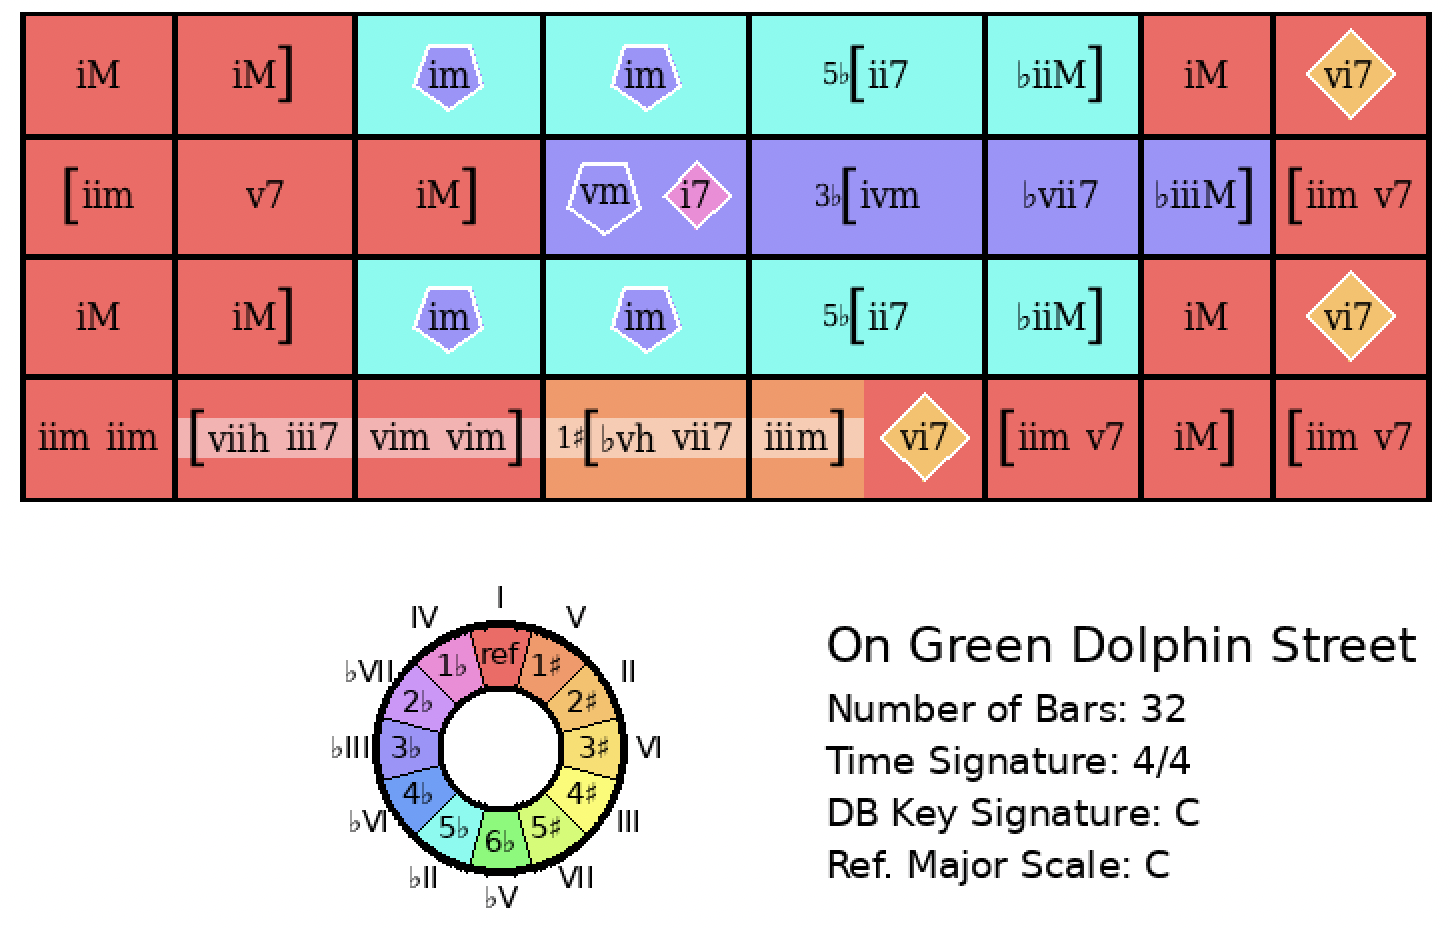 iM iM] im im 5♭[ii7 ♭iiM] iM vi7
[iim v7 iM] vm i7 3♭[ivm ♭vii7 ♭iiiM] [iim v7
iM iM] im im 5♭[ii7 ♭iiM] iM vi7
iim iim [viih iii7 vim vim] 1♯[♭vh vii7 iiim] vi7 [iim v7 iM] [iim v7
I
IV V
♭VII II
♭III VI
♭VI III
♭II VII
♭V
ref
1♭ 1♯
2♭ 2♯
3♭ 3♯
4♭ 4♯
5♭ 5♯
6♭
On Green Dolphin Street
Number of Bars: 32
Time Signature: 4/4
DB Key Signature: C
Ref. Major Scale: C